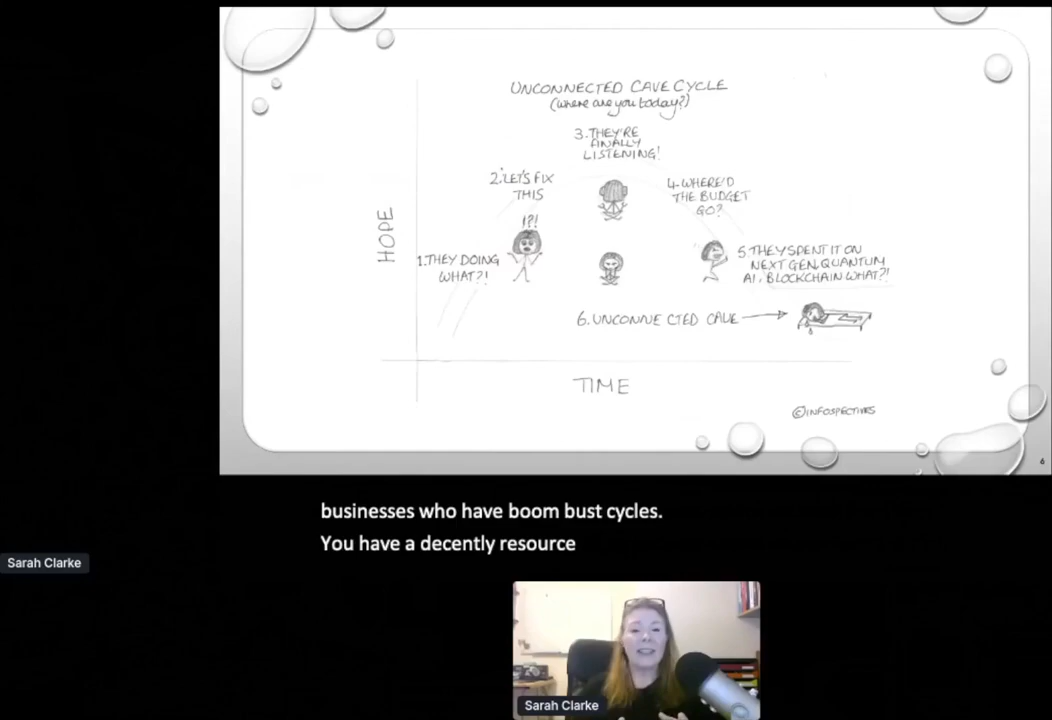 UNCONNECTED CAVE CYCLE
(where are you today?)
3. THEY'RE
FINALLY
LISTENING!
2. LET'S FIX
THIS
4-WHERE'D
THE BUDGET
GO?
!?!
HOPE
1. THEY DOING
WHAT?!
5. THEY SPENT IT ON
NEXT GEN, QUANTUM
AI, BLOCKCHAIN WHAT?!
6. UNCONNECTED CAVE
TIME
©INFOSPECTIVES
6
businesses who have boom bust cycles.
You have a decently resource
Sarah Clarke
Sarah Clarke